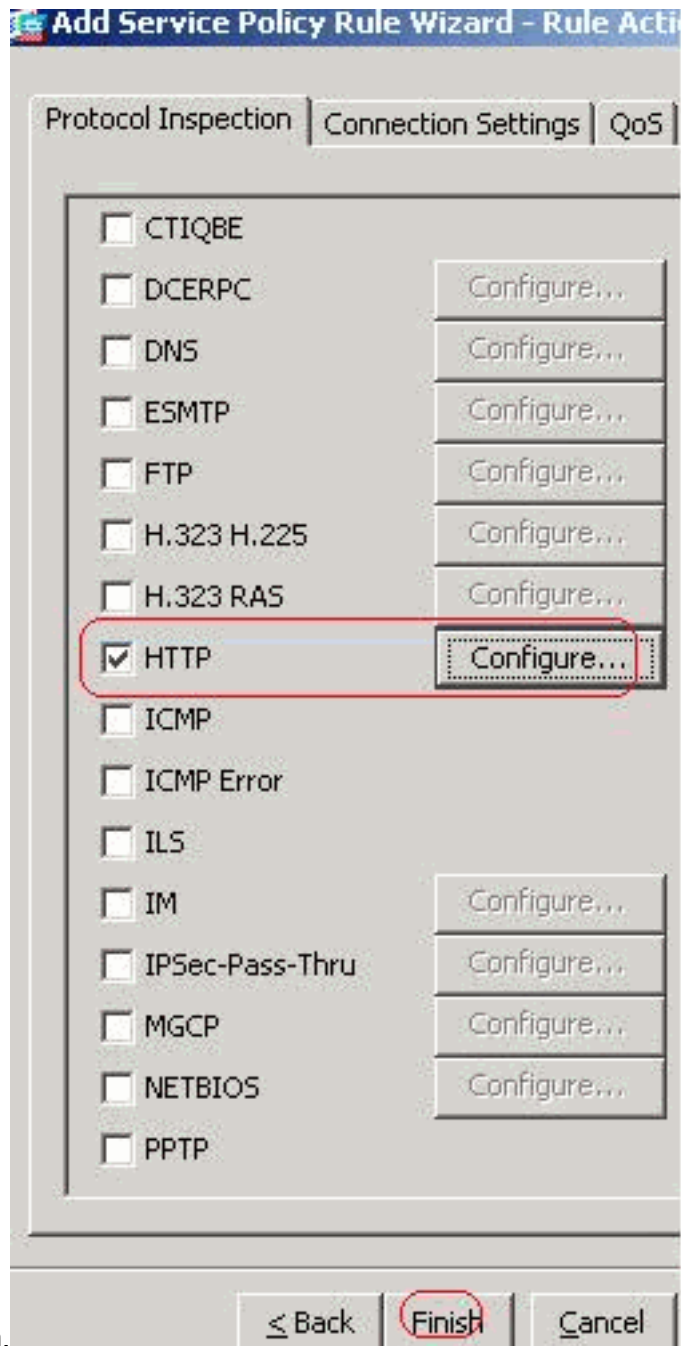 Add Service Policy Rule Wizard - Rule Acti
Protocol Inspection Connection Settings QoS
CTIQBE
DCERPC Configure...
DNS Configure...
ESMTP Configure...
FTP Configure...
H.323 H.225 Configure...
H.323 RAS Configure...
HTTP Configure...
ICMP
ICMP Error
ILS
IM Configure...
IPSec-Pass-Thru Configure...
MGCP Configure...
NETBIOS Configure...
PPTP
< Back Finish Cancel